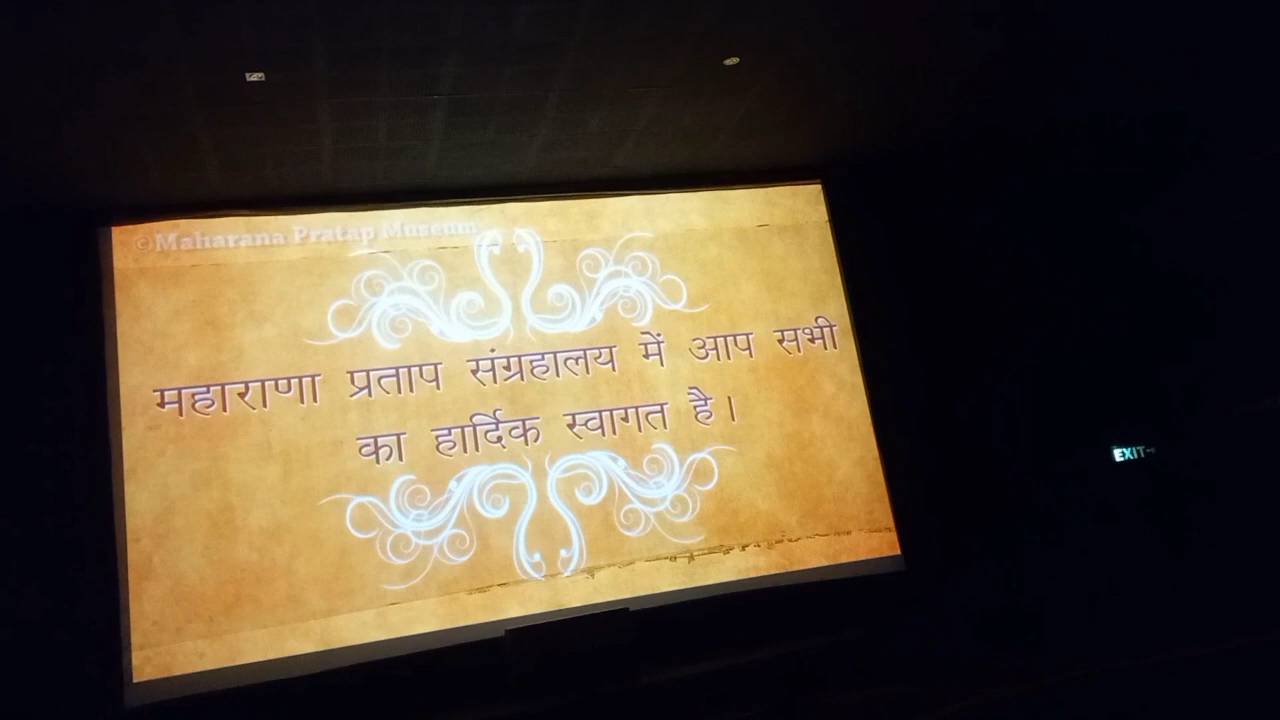 ©Maharana Pratap Museum
महाराणा प्रताप संग्रहालय में आप सभी
का हार्दिक स्वागत है।
EXIT→